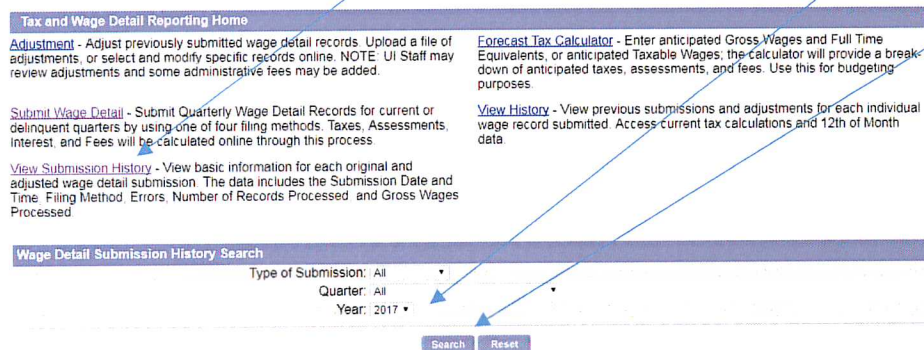 Tax and Wage Detail Reporting Home
Adjustment - Adjust previously submitted wage detail records. Upload a file of
adjustments, or select and modify specific records online. NOTE: UI Staff may
review adjustments and some administrative fees may be added.
Submit Wage Detail - Submit Quarterly Wage Detail Records for current or
delinquent quarters by using one of four filing methods. Taxes, Assessments,
Interest, and Fees will be calculated online through this process.
View Submission History - View basic information for each original and
adjusted wage detail submission. The data includes the Submission Date and
Time, Filing Method, Errors, Number of Records Processed, and Gross Wages
Processed
Forecast Tax Calculator - Enter anticipated Gross Wages and Full Time
Equivalents, or anticipated Taxable Wages; the calculator will provide a break-
down of anticipated taxes, assessments, and fees. Use this for budgeting
purposes.
View History - View previous submissions and adjustments for each individual
wage record submitted. Access current tax calculations and 12th of Month
data.
Wage Detail Submission History Search
Type of Submission: All
Quarter: All
Year: 2017
Search Reset